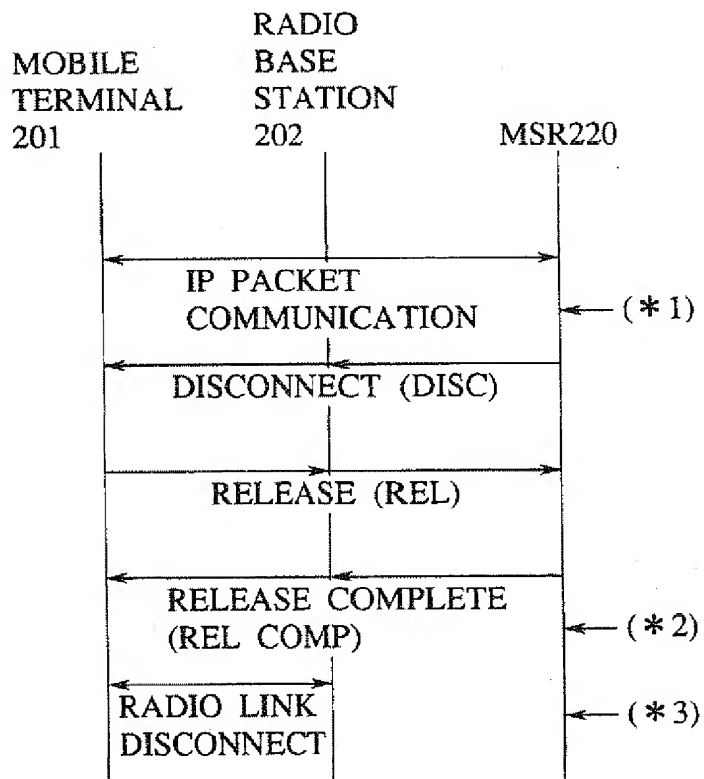 MOBILE
TERMINAL
201
RADIO
BASE
STATION
202
MSR220
IP PACKET
COMMUNICATION
(*1)
DISCONNECT (DISC)
RELEASE (REL)
RELEASE COMPLETE
(REL COMP)
(*2)
RADIO LINK
DISCONNECT
(*3)